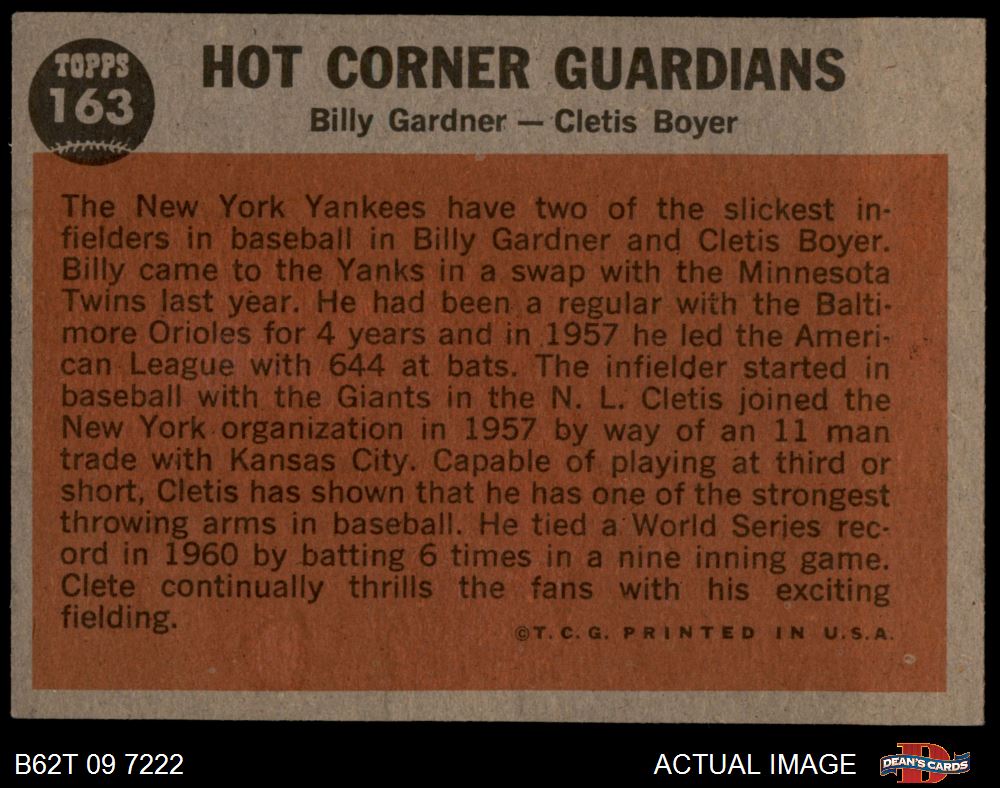 TOPPS
163
HOT CORNER GUARDIANS
Billy Gardner — Cletis Boyer
The New York Yankees have two of the slickest in-
fielders in baseball in Billy Gardner and Cletis Boyer.
Billy came to the Yanks in a swap with the Minnesota
Twins last year. He had been a regular with the Balti-
more Orioles for 4 years and in 1957 he led the Ameri-
can League with 644 at bats. The infielder started in
baseball with the Giants in the N. L. Cletis joined the
New York organization in 1957 by way of an 11 man
trade with Kansas City. Capable of playing at third or
short, Cletis has shown that he has one of the strongest
throwing arms in baseball. He tied a World Series rec-
ord in 1960 by batting 6 times in a nine inning game.
Clete continually thrills the fans with his exciting
fielding.
©T. C. G. PRINTED IN U.S.A.
B62T 09 7222
ACTUAL IMAGE
DEAN'S CARDS